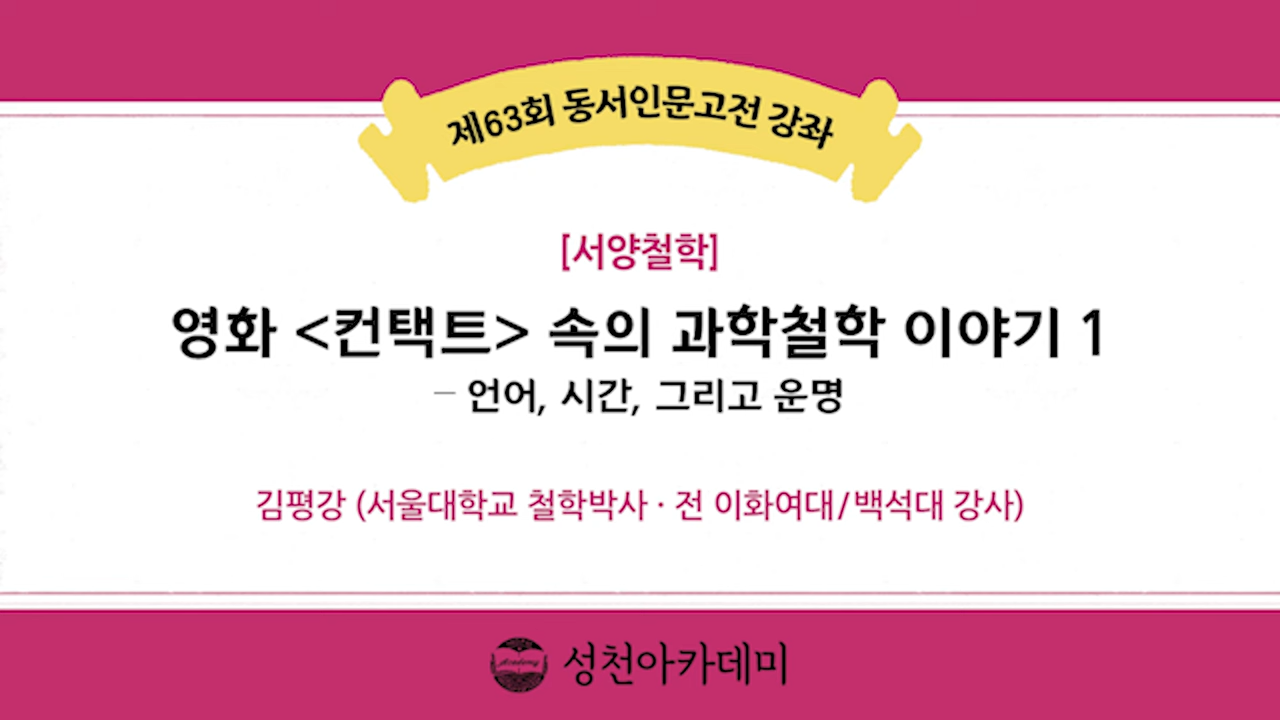 제63회 동서인문고전 강좌
[서양철학]
영화 <컨택트> 속의 과학철학 이야기 1
– 언어, 시간, 그리고 운명
김평강 (서울대학교 철학박사 · 전 이화여대/백석대 강사)
Academy
성천아카데미